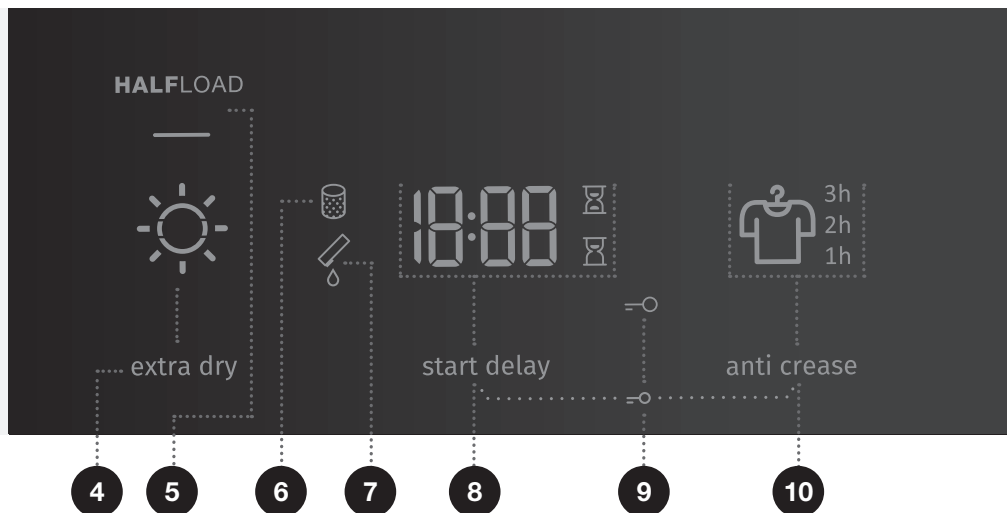 HALFLOAD
18:88
3h
2h
1h
extra dry
start delay
anti crease
4
5
6
7
8
9
10